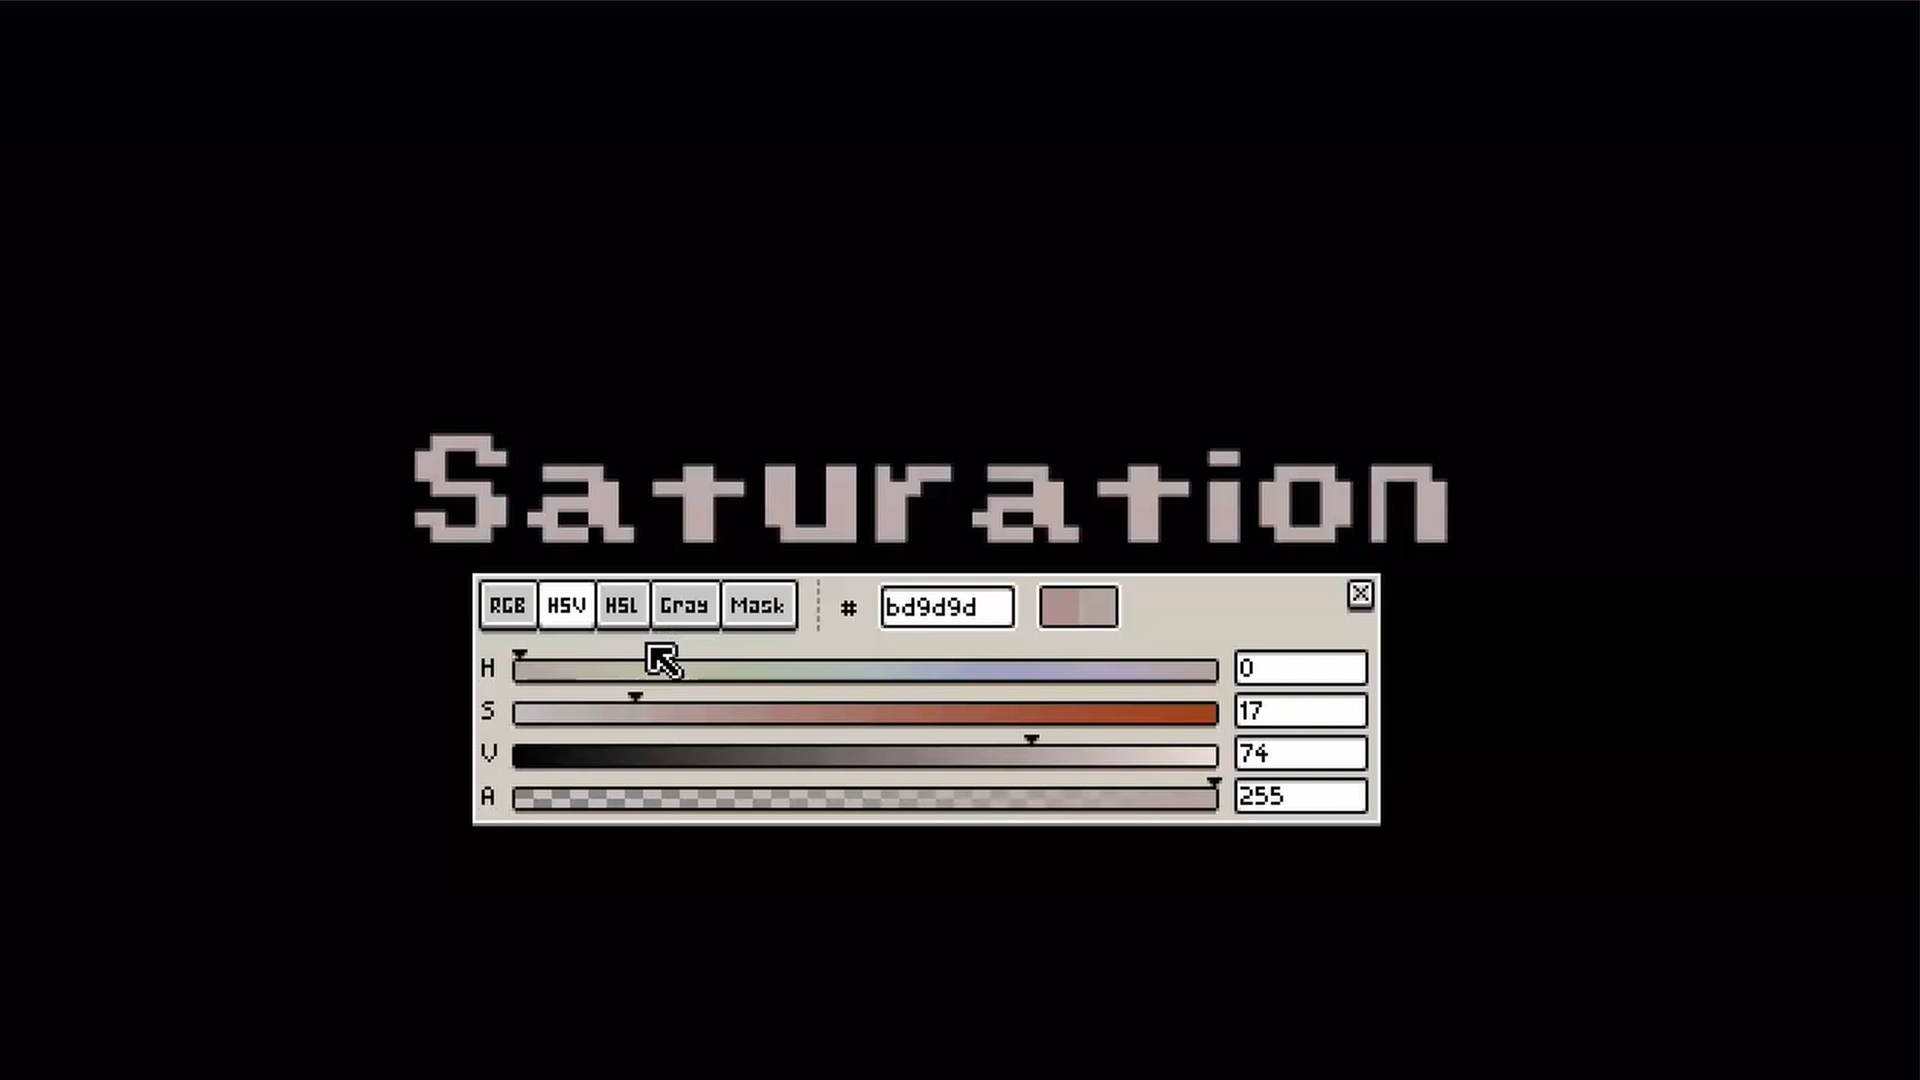 Saturation
RGB HSV HSL Gray Mask # bd9d9d
H 0
S 17
V 74
A 255